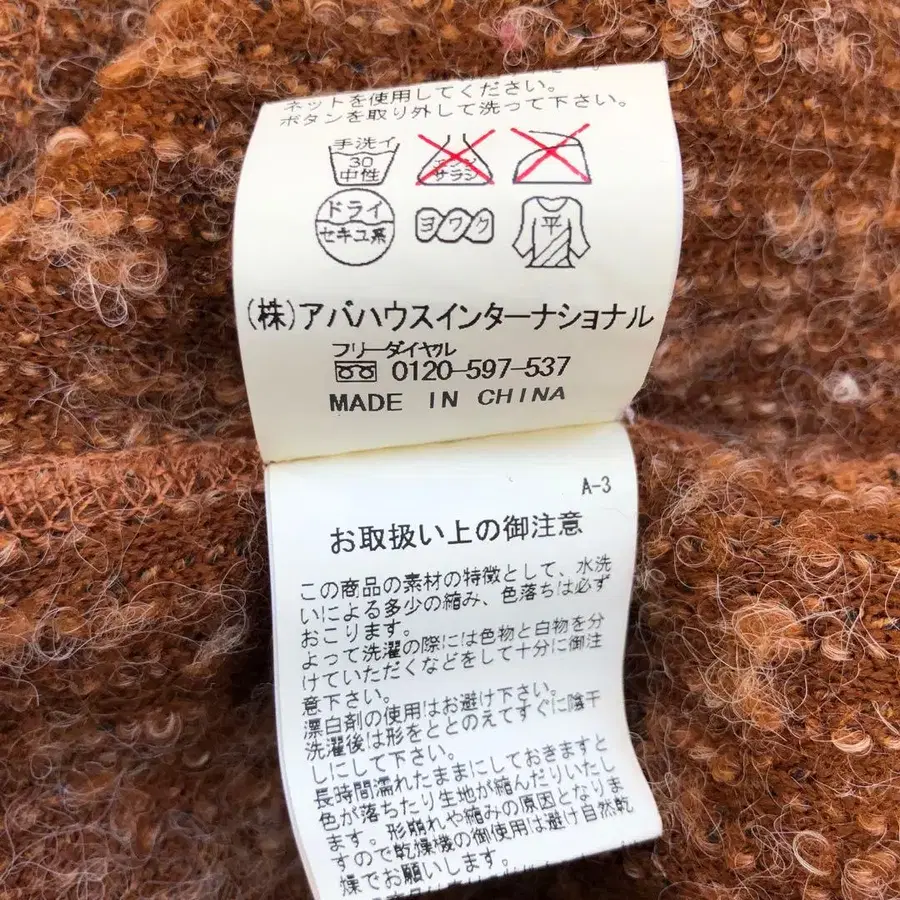 ネットを使用してください。
ボタンを取り外して洗って下さい。
手洗イ
30
中性
エンソ
サラシ
ドライ
セキユ系
ヨワク
平
(株)アバハウスインターナショナル
フリーダイヤル
0120-597-537
MADE IN CHINA
A-3
お取扱い上の御注意
この商品の素材の特徴として、水洗
いによる多少の縮み、色落ちは必ず
おこります。
よって洗濯の際には色物と白物を分
けていただくなどをして十分に御注
意下さい。
漂白剤の使用はお避け下さい。
洗濯後は形をととのえてすぐに陰干
しにして下さい。
長時間濡れたままにしておきますと
色が落ちたり生地が縮んだりいたし
ます。形崩れや縮みの原因となりま
すので乾燥機の御使用は避け自然乾
燥でお願いします。